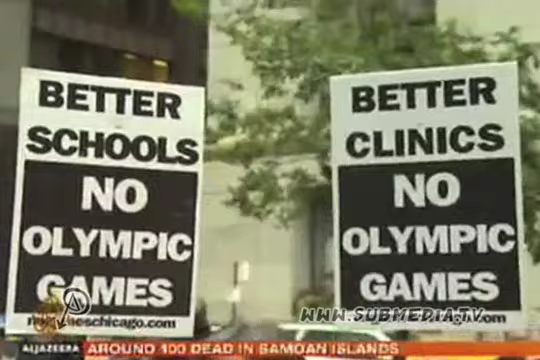 BETTER
SCHOOLS
NO
OLYMPIC
GAMES
BETTER
CLINICS
NO
OLYMPIC
GAMES
WWW.SUBMEDIA.TV
ALJAZEERA AROUND 100 DEAD IN SAMOAN ISLANDS